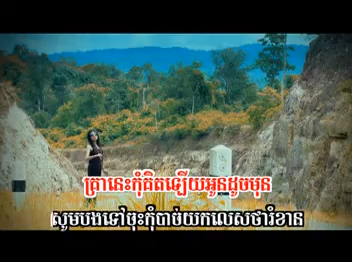 គ្រានេះកុំគិតឡើយអូនដូចមុន
សូមបងទៅចុះកុំបាច់យកលេសថារំខាន